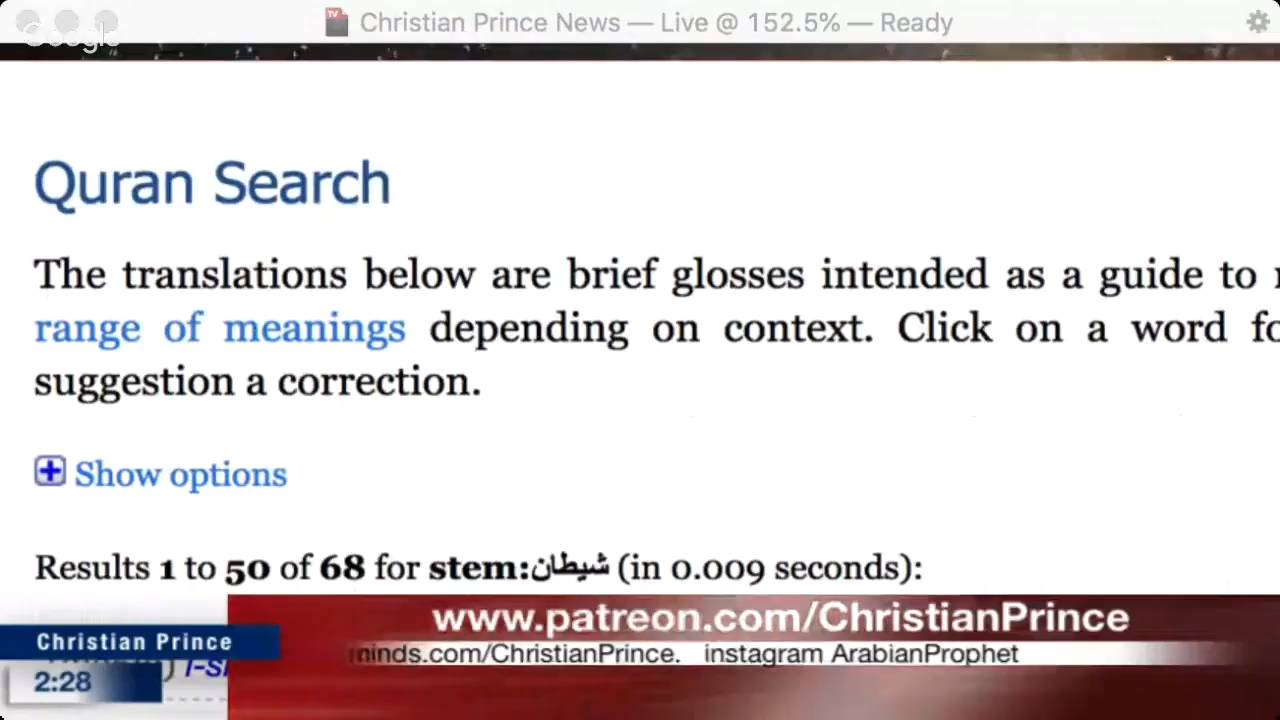 Christian Prince News — Live @ 152.5% — Ready
Google
Quran Search
The translations below are brief glosses intended as a guide to
range of meanings depending on context. Click on a word
suggestion a correction.
Show options
Results 1 to 50 of 68 for stem:شيطان (in 0.009 seconds):
www.patreon.com/ChristianPrince
Christian Prince
minds.com/ChristianPrince. instagram ArabianProphet
2:28